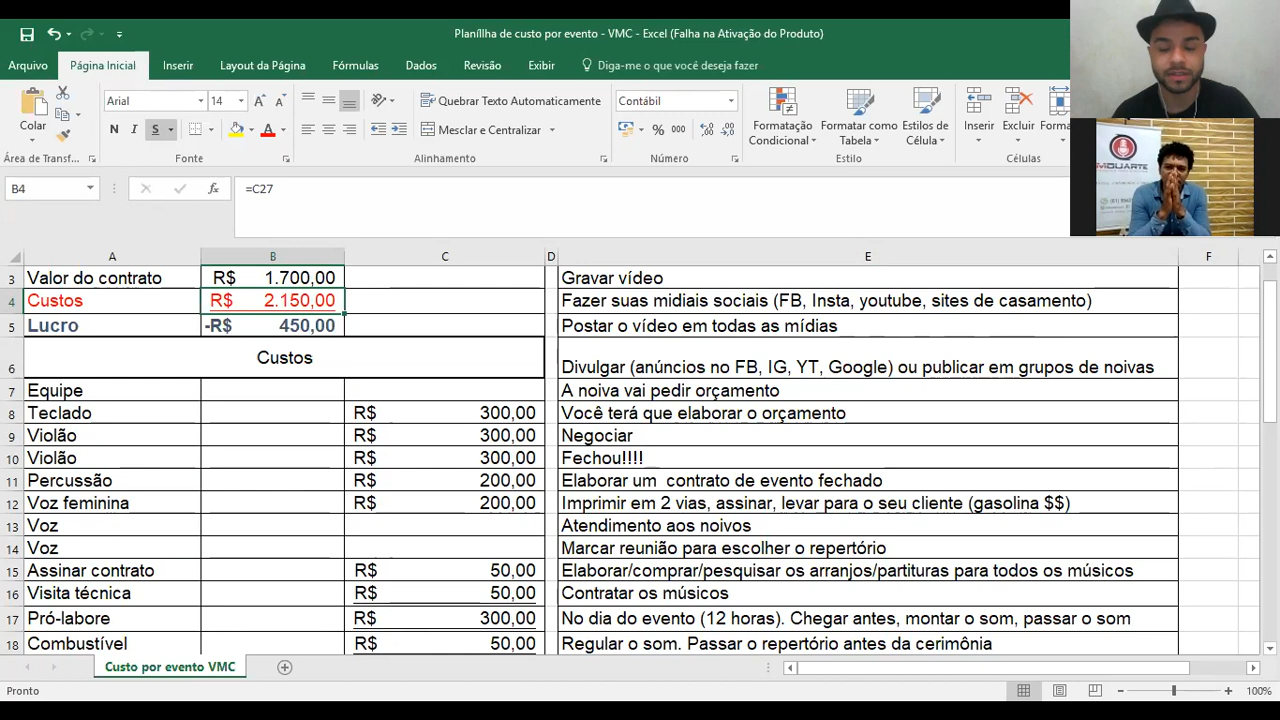 Planíllha de custo por evento - VMC - Excel (Falha na Ativação do Produto)
Arquivo Página Inicial Inserir Layout da Página Fórmulas Dados Revisão Exibir Diga-me o que você deseja fazer
Colar
Arial 14
N I S
Quebrar Texto Automaticamente
Mesclar e Centralizar
Contábil
% 000
Formatação Condicional
Formatar como Tabela
Estilos de Célula
Inserir Excluir Forma
Área de Transf... Fonte Alinhamento Número Estilo Células
B4 fx =C27
A B C D E F
3 Valor do contrato R$ 1.700,00 Gravar vídeo
4 Custos R$ 2.150,00 Fazer suas midiais sociais (FB, Insta, youtube, sites de casamento)
5 Lucro -R$ 450,00 Postar o vídeo em todas as mídias
6 Custos Divulgar (anúncios no FB, IG, YT, Google) ou publicar em grupos de noivas
7 Equipe A noiva vai pedir orçamento
8 Teclado R$ 300,00 Você terá que elaborar o orçamento
9 Violão R$ 300,00 Negociar
10 Violão R$ 300,00 Fechou!!!!
11 Percussão R$ 200,00 Elaborar um contrato de evento fechado
12 Voz feminina R$ 200,00 Imprimir em 2 vias, assinar, levar para o seu cliente (gasolina $$)
13 Voz Atendimento aos noivos
14 Voz Marcar reunião para escolher o repertório
15 Assinar contrato R$ 50,00 Elaborar/comprar/pesquisar os arranjos/partituras para todos os músicos
16 Visita técnica R$ 50,00 Contratar os músicos
17 Pró-labore R$ 300,00 No dia do evento (12 horas). Chegar antes, montar o som, passar o som
18 Combustível R$ 50,00 Regular o som. Passar o repertório antes da cerimônia
Custo por evento VMC
Pronto 100%